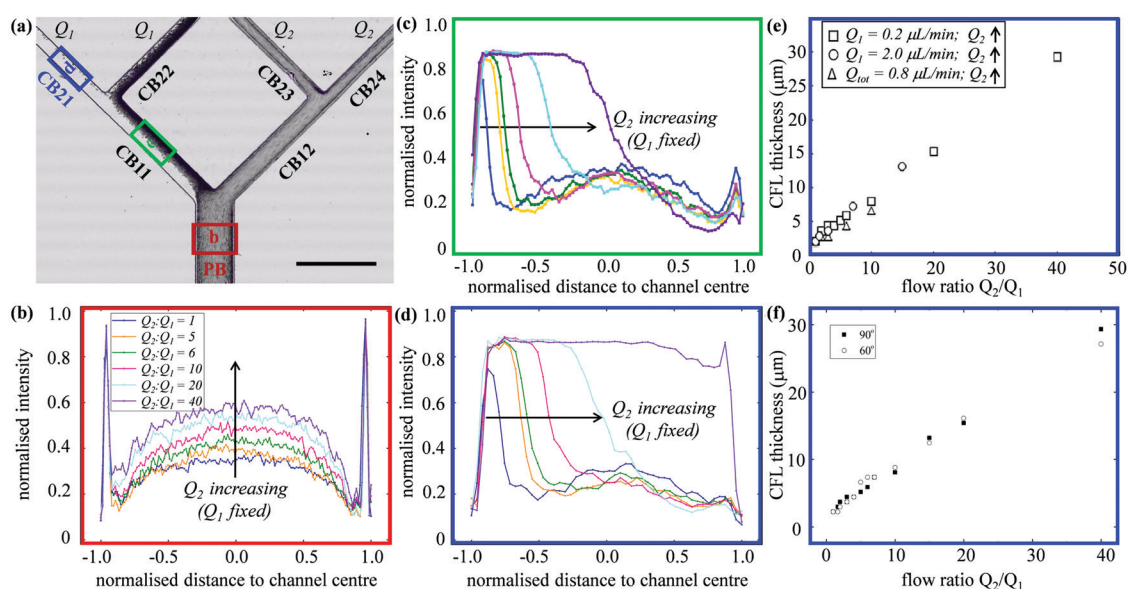 (a)
Q1
Q1
Q2
Q2
CB21
CB22
CB23
CB24
CB11
CB12
b
PB
(b)
normalised intensity
1.0
0.8
0.6
0.4
0.2
0
Q2:Q1 = 1
Q2:Q1 = 5
Q2:Q1 = 6
Q2:Q1 = 10
Q2:Q1 = 20
Q2:Q1 = 40
Q2 increasing
(Q1 fixed)
-1.0 -0.5 0.0 0.5 1.0
normalised distance to channel centre
(c)
normalised intensity
1.0
0.8
0.6
0.4
0.2
0
Q2 increasing
(Q1 fixed)
-1.0 -0.5 0.0 0.5 1.0
normalised distance to channel centre
(d)
normalised intensity
1.0
0.8
0.6
0.4
0.2
0
Q2 increasing
(Q1 fixed)
-1.0 -0.5 0.0 0.5 1.0
normalised distance to channel centre
(e)
CFL thickness (μm)
30
20
10
5
0
Q1 = 0.2 μL/min; Q2 ↑
Q1 = 2.0 μL/min; Q2 ↑
Qtot = 0.8 μL/min; Q2 ↑
0 10 20 30 40 50
flow ratio Q2/Q1
(f)
CFL thickness (μm)
30
20
10
0
90°
60°
0 10 20 30 40
flow ratio Q2/Q1